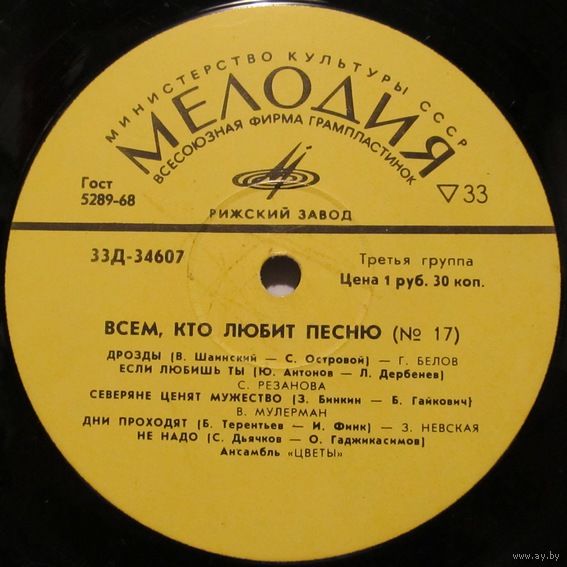 МИНИСТЕРСТВО КУЛЬТУРЫ СССР
МЕЛОДИЯ
ВСЕСОЮЗНАЯ ФИРМА ГРАМПЛАСТИНОК
Гост
5289-68
▽33
РИЖСКИЙ ЗАВОД
33Д-34607
Третья группа
Цена 1 руб. 30 коп.
ВСЕМ, КТО ЛЮБИТ ПЕСНЮ (№ 17)
ДРОЗДЫ (В. Шаинский — С. Островой) — Г. БЕЛОВ
ЕСЛИ ЛЮБИШЬ ТЫ (Ю. Антонов — Л. Дербенев)
С. РЕЗАНОВА
СЕВЕРЯНЕ ЦЕНЯТ МУЖЕСТВО (З. Бинкин — Б. Гайкович)
В. МУЛЕРМАН
ДНИ ПРОХОДЯТ (Б. Терентьев — И. Финк) — З. НЕВСКАЯ
НЕ НАДО (С. Дьячков — О. Гаджикасимов)
Ансамбль «ЦВЕТЫ»
www.ay.by